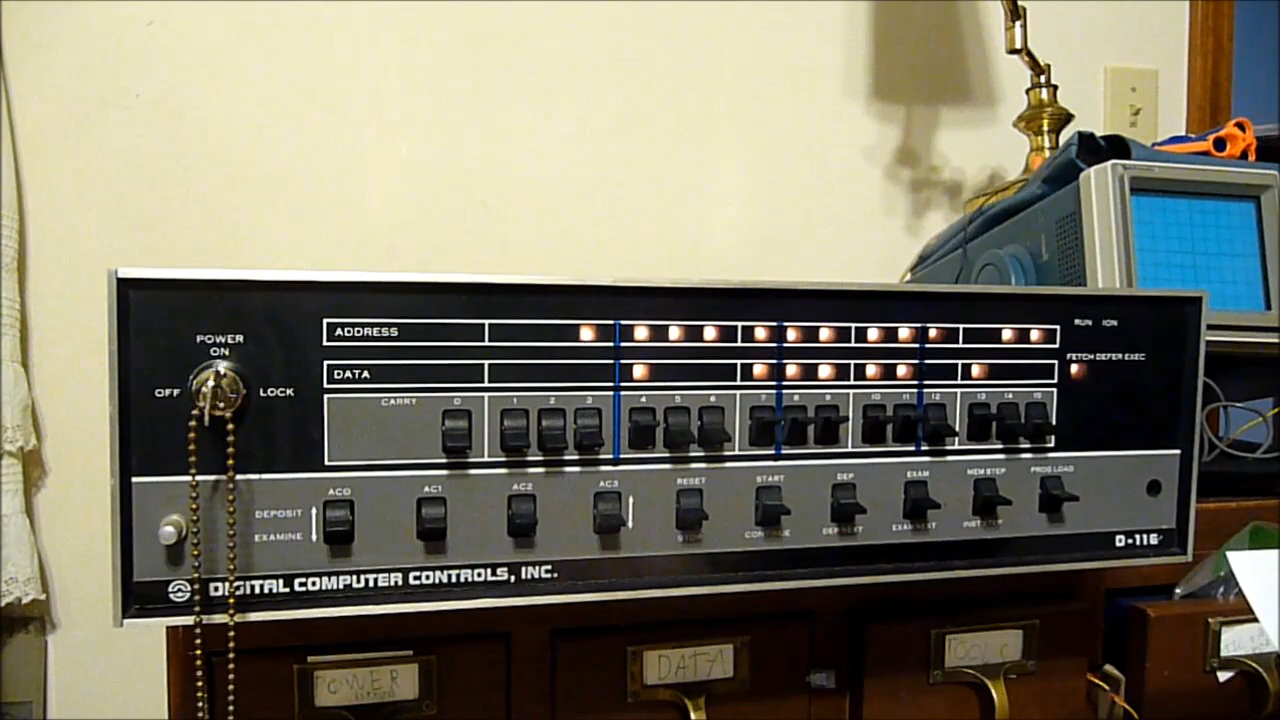 POWER
ON
OFF
LOCK
ADDRESS
RUN ION
DATA
FETCH DEFER EXEC
CARRY 0 1 2 3 4 5 6 7 8 9 10 11 12 13 14 15
AC0 AC1 AC2 AC3 RESET START DEP EXAM MEM STEP PROG LOAD
DEPOSIT
EXAMINE
STOP CONTINUE DEP NEXT EXAM NEXT INST STEP
D-116
DIGITAL COMPUTER CONTROLS, INC.
POWER
DATA
TOOLS